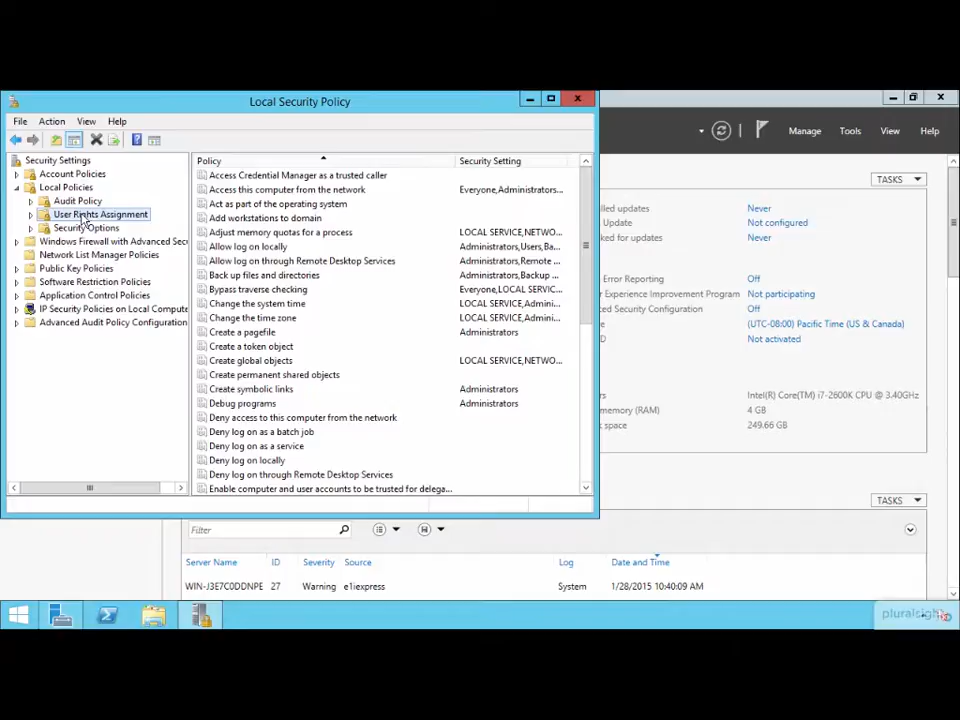 Local Security Policy
File Action View Help
Manage Tools View Help
Security Settings
Account Policies
Local Policies
Audit Policy
User Rights Assignment
Security Options
Windows Firewall with Advanced Secu
Network List Manager Policies
Public Key Policies
Software Restriction Policies
Application Control Policies
IP Security Policies on Local Compute
Advanced Audit Policy Configuration
Policy Security Setting
Access Credential Manager as a trusted caller
Access this computer from the network Everyone,Administrators...
Act as part of the operating system
Add workstations to domain
Adjust memory quotas for a process LOCAL SERVICE,NETWO...
Allow log on locally Administrators,Users,Ba...
Allow log on through Remote Desktop Services Administrators,Remote ...
Back up files and directories Administrators,Backup ...
Bypass traverse checking Everyone,LOCAL SERVIC...
Change the system time LOCAL SERVICE,Admini...
Change the time zone LOCAL SERVICE,Admini...
Create a pagefile Administrators
Create a token object
Create global objects LOCAL SERVICE,NETWO...
Create permanent shared objects
Create symbolic links Administrators
Debug programs Administrators
Deny access to this computer from the network
Deny log on as a batch job
Deny log on as a service
Deny log on locally
Deny log on through Remote Desktop Services
Enable computer and user accounts to be trusted for delega...
TASKS
alled updates Never
Update Not configured
ked for updates Never
Error Reporting Off
r Experience Improvement Program Not participating
ed Security Configuration Off
(UTC-08:00) Pacific Time (US & Canada)
D Not activated
rs Intel(R) Core(TM) i7-2600K CPU @ 3.40GHz
memory (RAM) 4 GB
k space 249.66 GB
TASKS
Filter
Server Name ID Severity Source Log Date and Time
WIN-J3E7C0DDNPE 27 Warning e1iexpress System 1/28/2015 10:40:09 AM